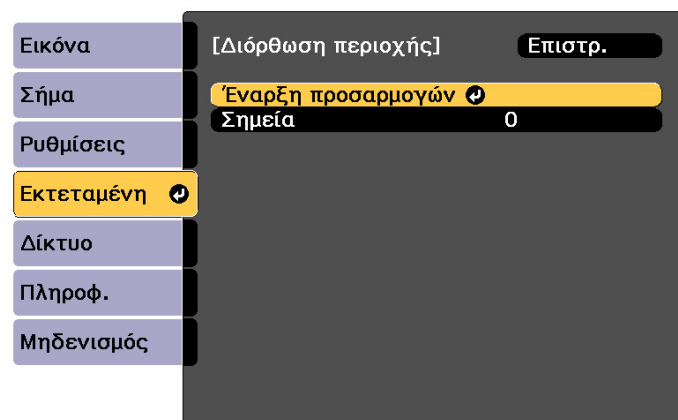 Εικόνα
Σήμα
Ρυθμίσεις
Εκτεταμένη
Δίκτυο
Πληροφ.
Μηδενισμός
[Διόρθωση περιοχής] Επιστρ.
Έναρξη προσαρμογών
Σημεία 0